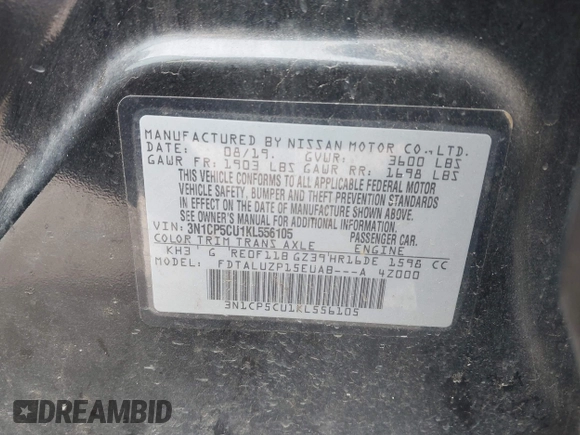 MANUFACTURED BY NISSAN MOTOR CO.,LTD.
DATE: 08/19. GVWR: 3600 LBS
GAWR FR: 1903 LBS GAWR RR: 1698 LBS
THIS VEHICLE CONFORMS TO ALL APPLICABLE FEDERAL MOTOR
VEHICLE SAFETY, BUMPER AND THEFT PREVENTION STANDARDS
IN EFFECT ON THE DATE OF MANUFACTURE SHOWN ABOVE.
SEE OWNER'S MANUAL FOR ADDITIONAL INFORMATION.
VIN: 3N1CP5CU1KL556105 PASSENGER CAR.
COLOR TRIM TRANS AXLE ENGINE
KH3 G RE0F11B GZ39 HR16DE 1598 CC
MODEL: FDTALUZP15EUAB---A 4Z000
3N1CP5CU1KL556105
DREAMBID